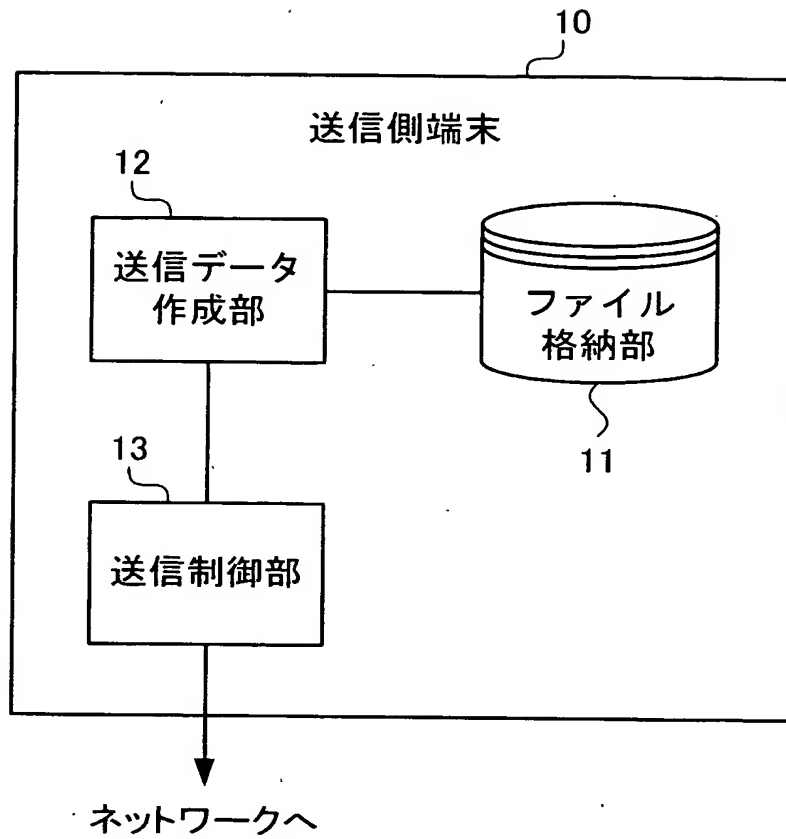 10
送信側端末
12
送信データ
作成部
ファイル
格納部
11
13
送信制御部
ネットワークへ